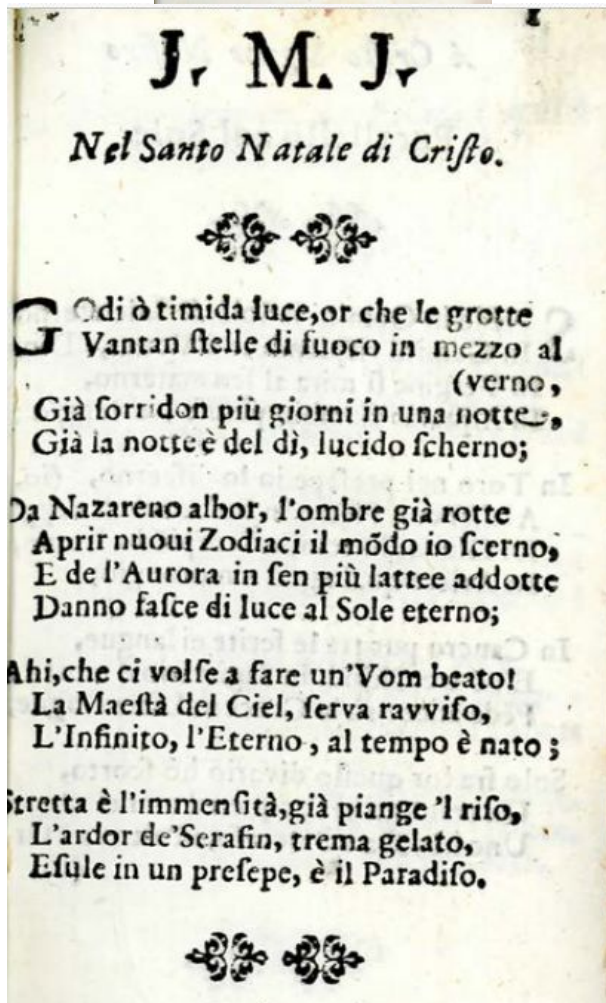 J. M. J.
Nel Santo Natale di Criſto.
GOdi ò timida luce,or che le grotte
Vantan ſtelle di fuoco in mezzo al
(verno,
Già ſorridon più giorni in una notte,
Già la notte è del dì, lucido ſcherno;
Da Nazareno albor, l'ombre già rotte
Aprir nuoui Zodiaci il mõdo io ſcerno,
E de l'Aurora in ſen più lattee addotte
Danno faſce di luce al Sole eterno;
Ahi,che ci volſe a fare un'Vom beato!
La Maeſtà del Ciel, ſerva ravviſo,
L'Infinito, l'Eterno, al tempo è nato;
Stretta è l'immenſità,già piange 'l riſo,
L'ardor de'Serafin, trema gelato,
Eſule in un preſepe, è il Paradiſo.